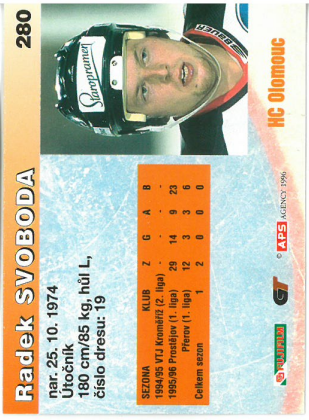 280
Radek SVOBODA
nar. 25. 10. 1974
Útočník
180 cm/85 kg, hůl L,
číslo dresu: 19
SEZONA KLUB Z G A B
1994/95 VTJ Kroměříž (2. liga)
1995/96 Prostějov (1. liga) 29 14 9 23
Přerov (1. liga) 12 3 3 6
Celkem sezon 1 2 0 0 0
Staropramen
BAUER
HC Olomouc
© APS AGENCY 1996
FUJIFILM